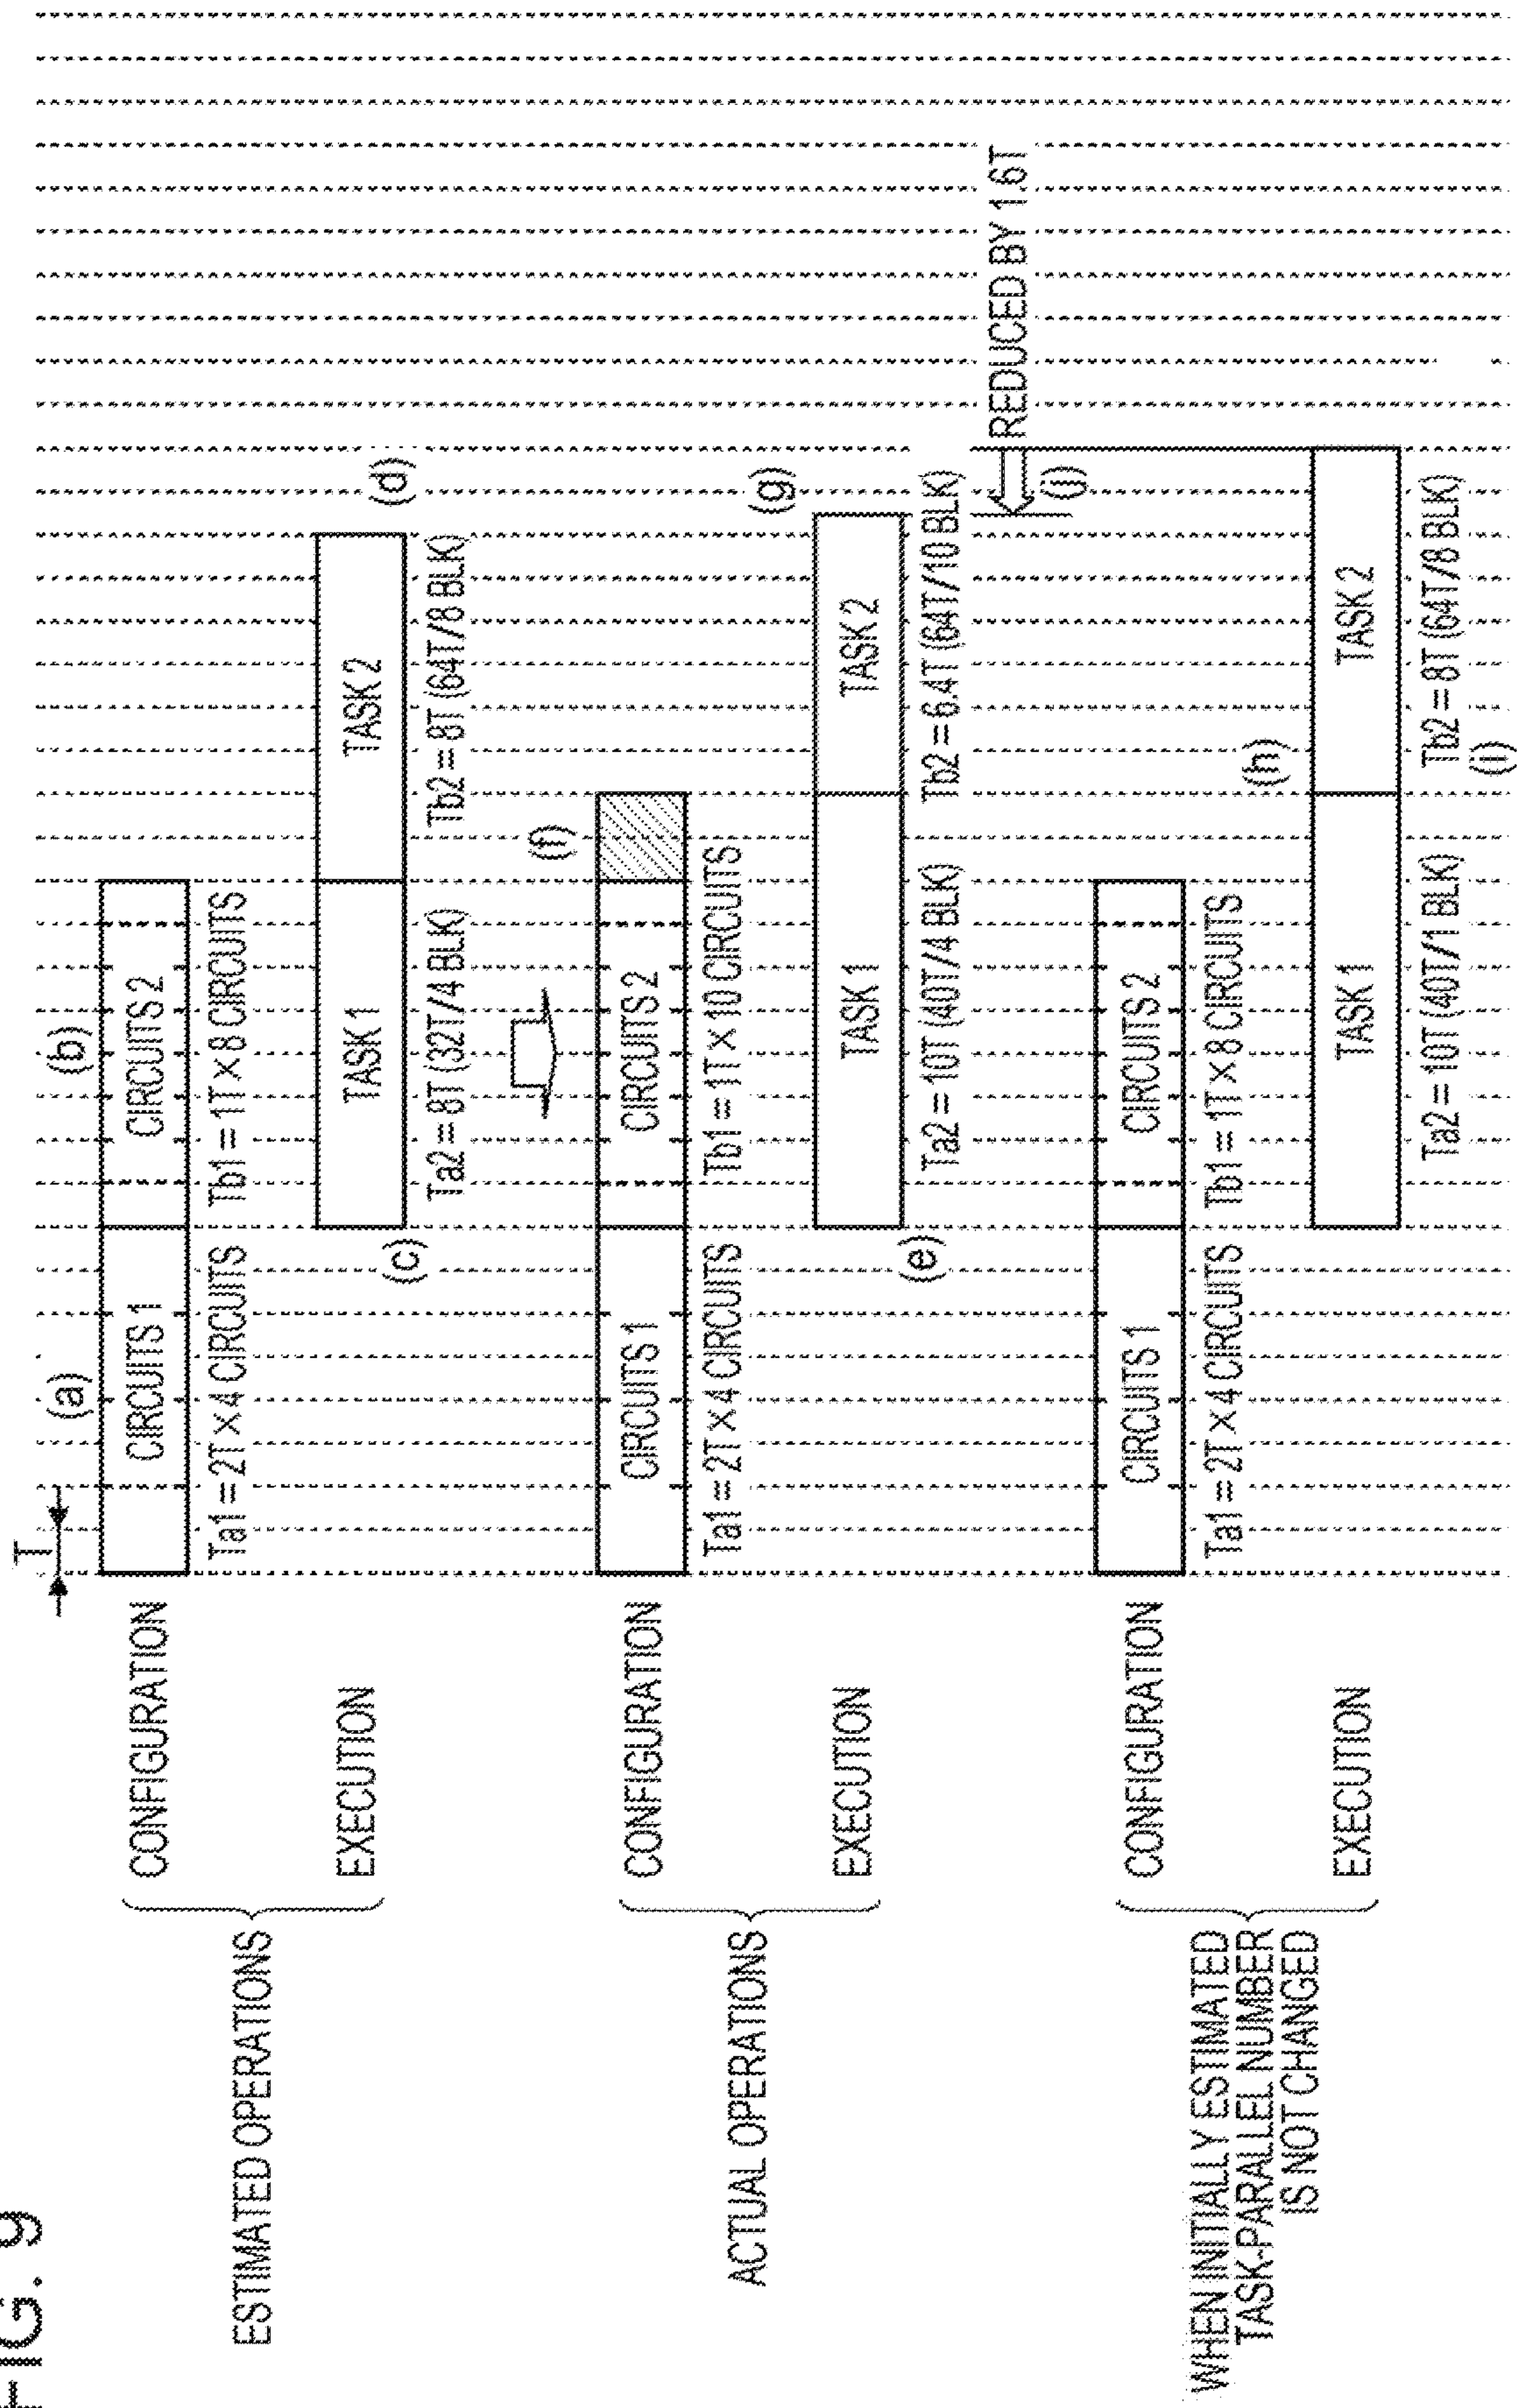 FIG. 9
T
(a)
(b)
ESTIMATED OPERATIONS
CONFIGURATION
CIRCUITS 1
CIRCUITS 2
Ta1 = 2T × 4 CIRCUITS
Tb1 = 1T × 8 CIRCUITS
EXECUTION
TASK 1
TASK 2
(c)
(d)
Ta2 = 8T (32T/4 BLK)
Tb2 = 8T (64T/8 BLK)
(f)
ACTUAL OPERATIONS
CONFIGURATION
CIRCUITS 1
CIRCUITS 2
Ta1 = 2T × 4 CIRCUITS
Tb1 = 1T × 10 CIRCUITS
(g)
EXECUTION
TASK 1
TASK 2
(e)
Ta2 = 10T (40T/4 BLK)
Tb2 = 6.4T (64T/10 BLK)
REDUCED BY 1.6T
(j)
WHEN INITIALLY ESTIMATED
TASK-PARALLEL NUMBER
IS NOT CHANGED
CONFIGURATION
CIRCUITS 1
CIRCUITS 2
Ta1 = 2T × 4 CIRCUITS
Tb1 = 1T × 8 CIRCUITS
(h)
EXECUTION
TASK 1
TASK 2
Ta2 = 10T (40T/1 BLK)
Tb2 = 8T (64T/8 BLK)
(i)